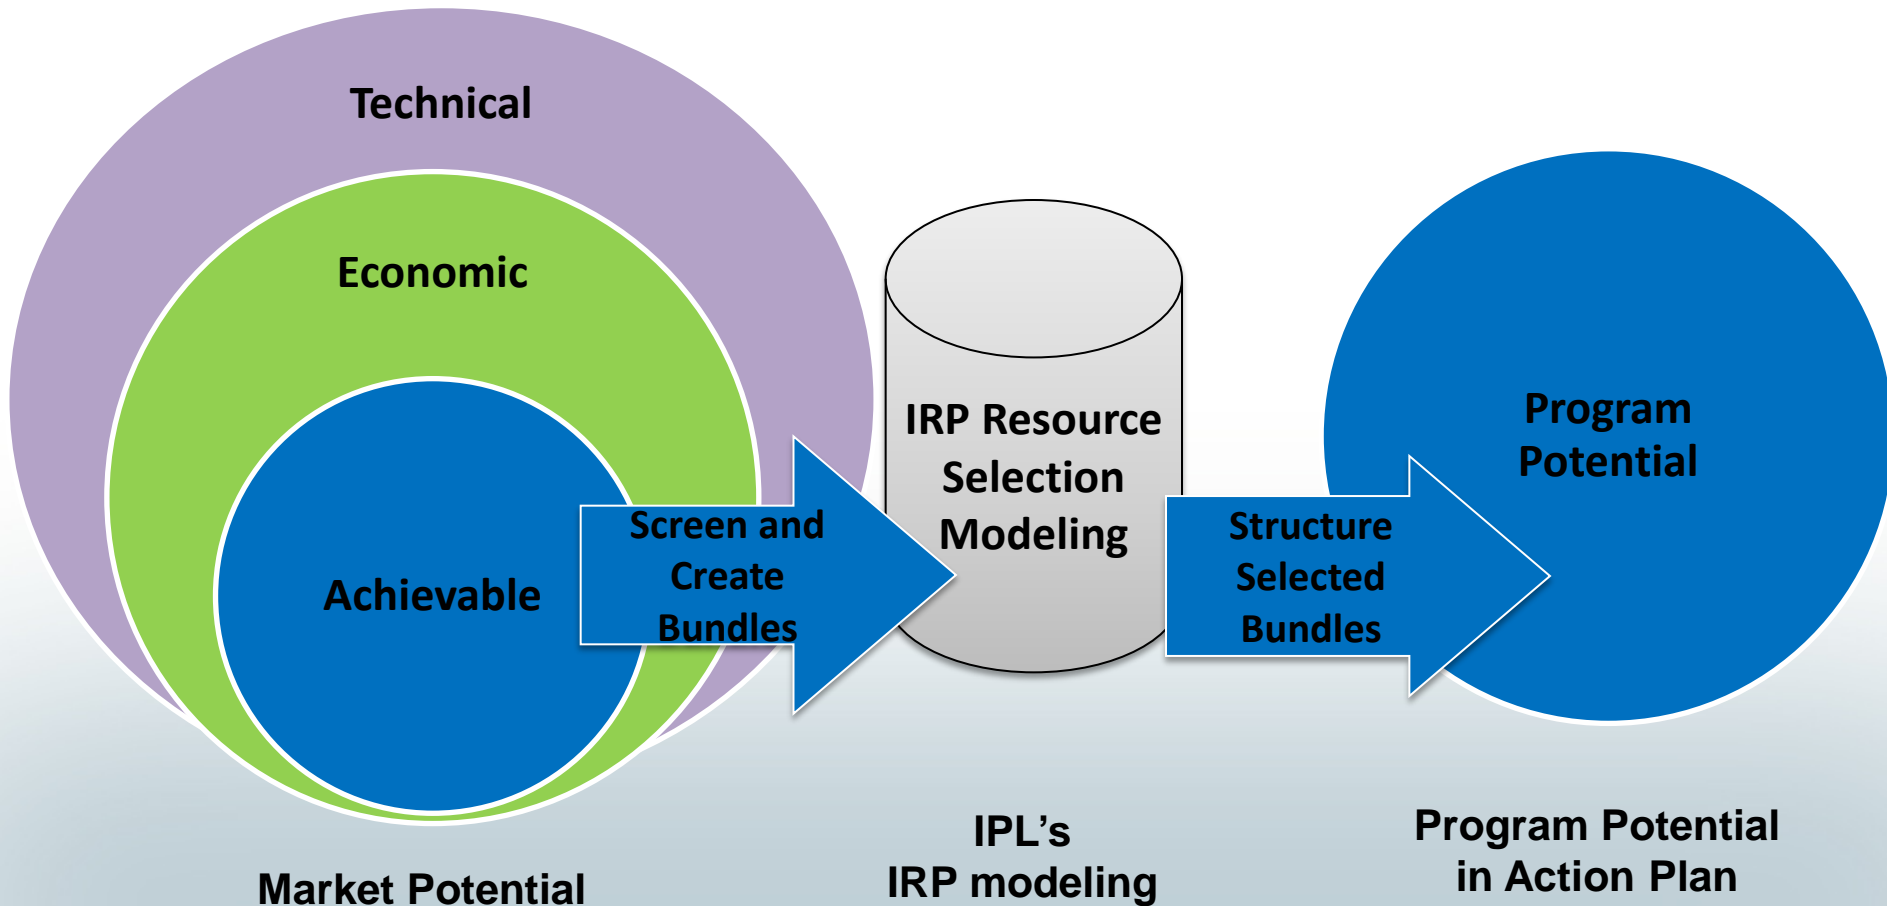 Technical
Economic
Achievable
Screen and
Create
Bundles
IRP Resource
Selection
Modeling
Structure
Selected
Bundles
Program
Potential
Market Potential
IPL’s
IRP modeling
Program Potential
in Action Plan